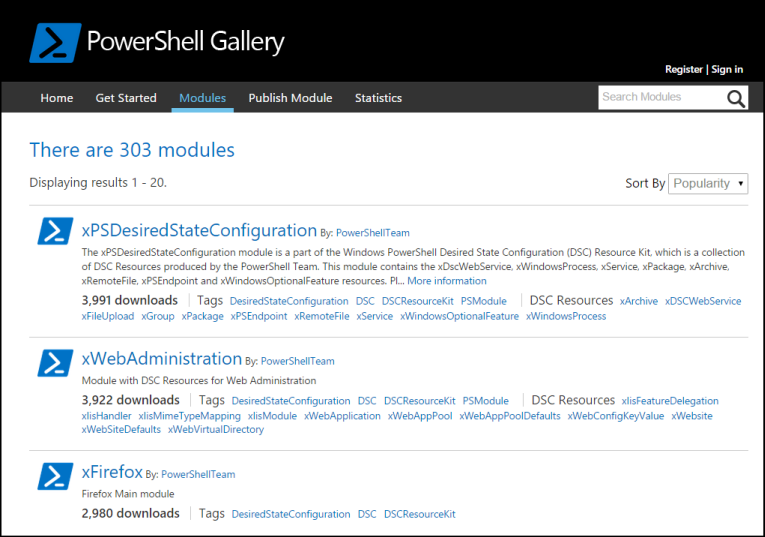 PowerShell Gallery
Register | Sign in
Home Get Started Modules Publish Module Statistics Search Modules
There are 303 modules
Displaying results 1 - 20.
Sort By Popularity
xPSDesiredStateConfiguration By: PowerShellTeam
The xPSDesiredStateConfiguration module is a part of the Windows PowerShell Desired State Configuration (DSC) Resource Kit, which is a collection
of DSC Resources produced by the PowerShell Team. This module contains the xDscWebService, xWindowsProcess, xService, xPackage, xArchive,
xRemoteFile, xPSEndpoint and xWindowsOptionalFeature resources. Pl... More information
3,991 downloads | Tags DesiredStateConfiguration DSC DSCResourceKit PSModule | DSC Resources xArchive xDSCWebService
xFileUpload xGroup xPackage xPSEndpoint xRemoteFile xService xWindowsOptionalFeature xWindowsProcess
xWebAdministration By: PowerShellTeam
Module with DSC Resources for Web Administration
3,922 downloads | Tags DesiredStateConfiguration DSC DSCResourceKit PSModule | DSC Resources xIisFeatureDelegation
xIisHandler xIisMimeTypeMapping xIisModule xWebApplication xWebAppPool xWebAppPoolDefaults xWebConfigKeyValue xWebsite
xWebSiteDefaults xWebVirtualDirectory
xFirefox By: PowerShellTeam
Firefox Main module
2,980 downloads | Tags DesiredStateConfiguration DSC DSCResourceKit